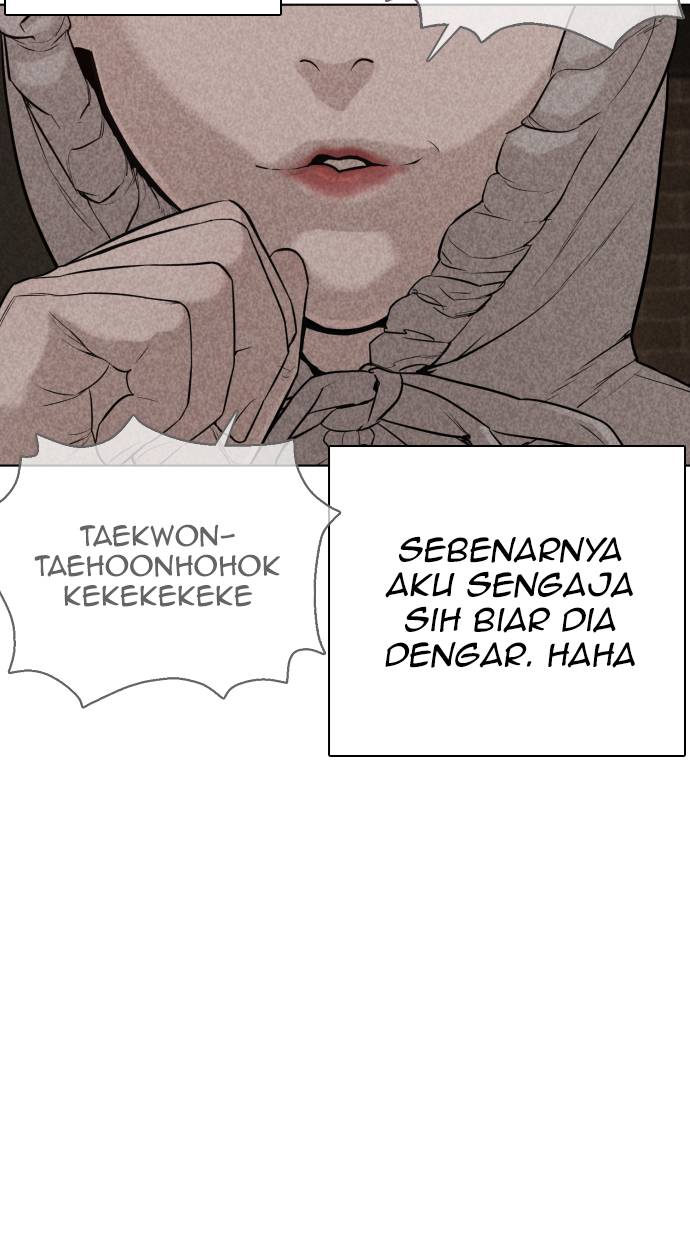 TAEKWON-
TAEHOONHOHOK
KEKEKEKEKE
SEBENARNYA
AKU SENGAJA
SIH BIAR DIA
DENGAR. HAHA